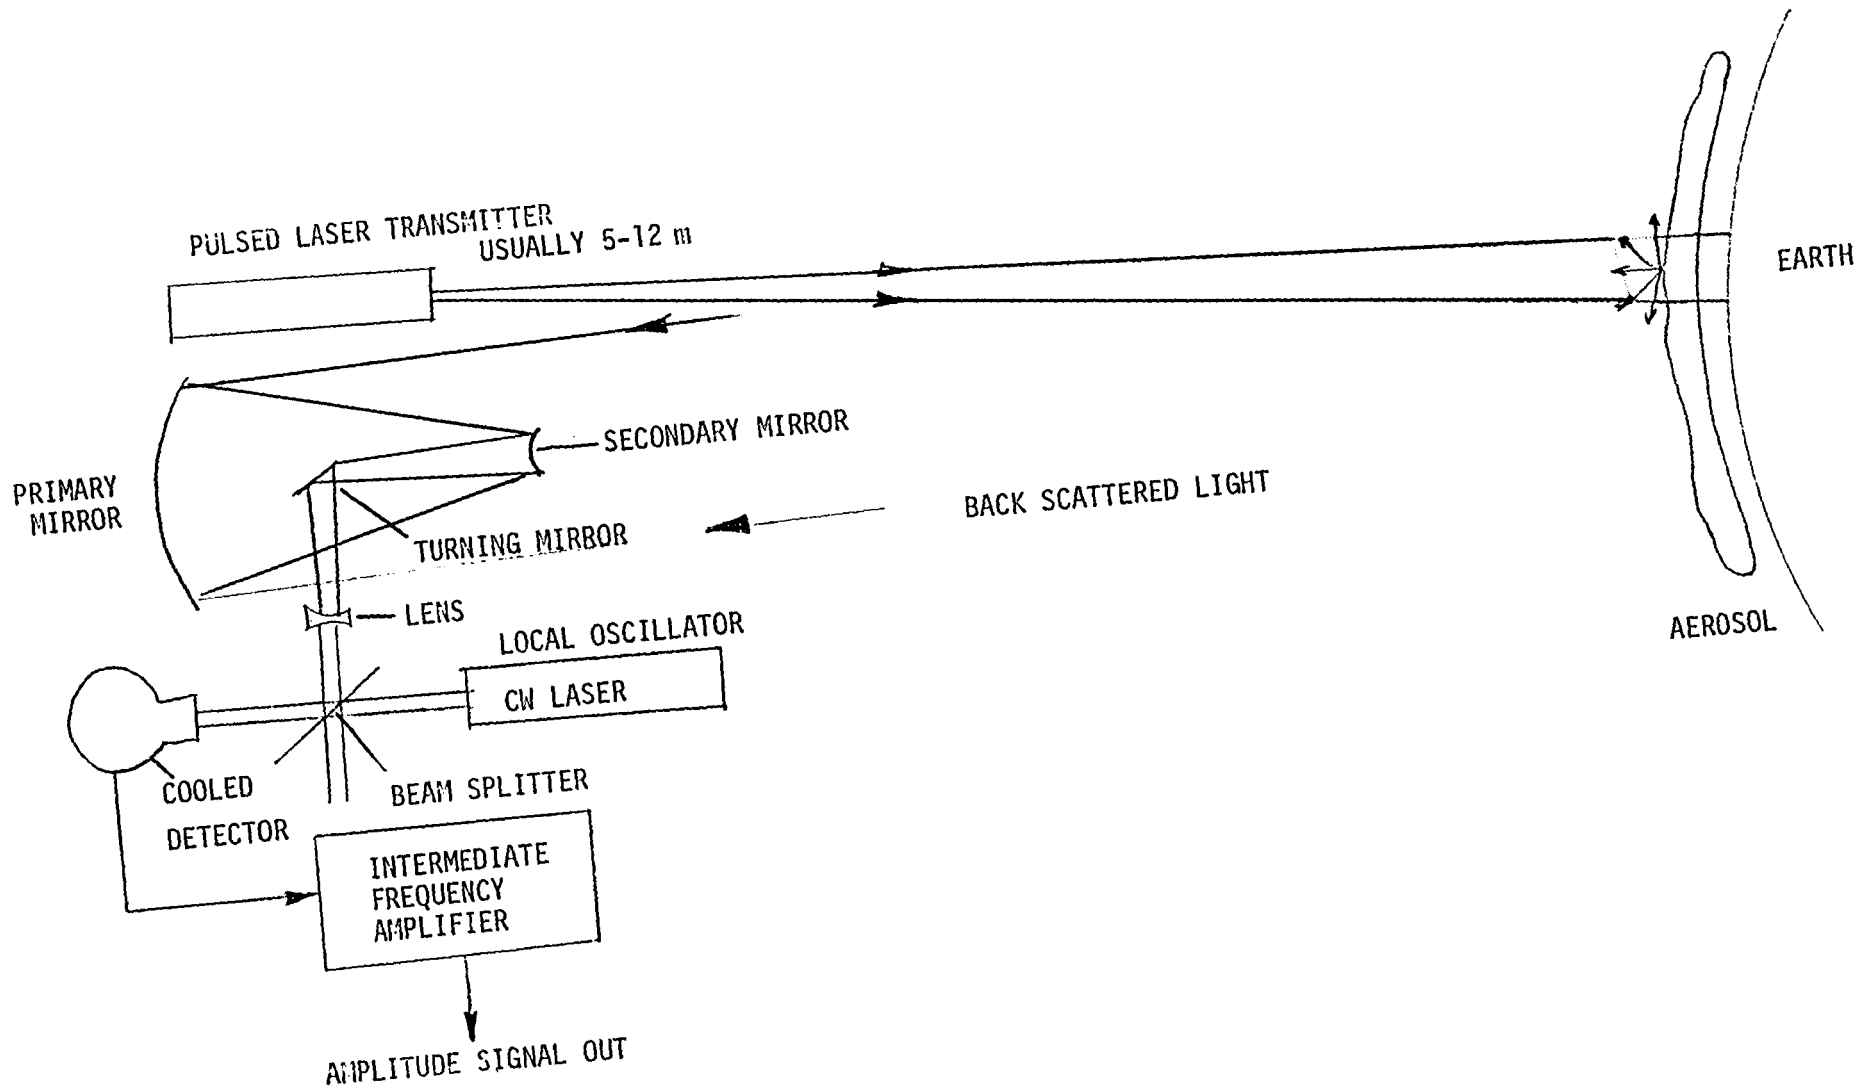 PULSED LASER TRANSMITTER
USUALLY 5-12 m
EARTH
SECONDARY MIRROR
PRIMARY
MIRROR
BACK SCATTERED LIGHT
TURNING MIRROR
LENS
AEROSOL
LOCAL OSCILLATOR
CW LASER
COOLED
DETECTOR
BEAM SPLITTER
INTERMEDIATE
FREQUENCY
AMPLIFIER
AMPLITUDE SIGNAL OUT